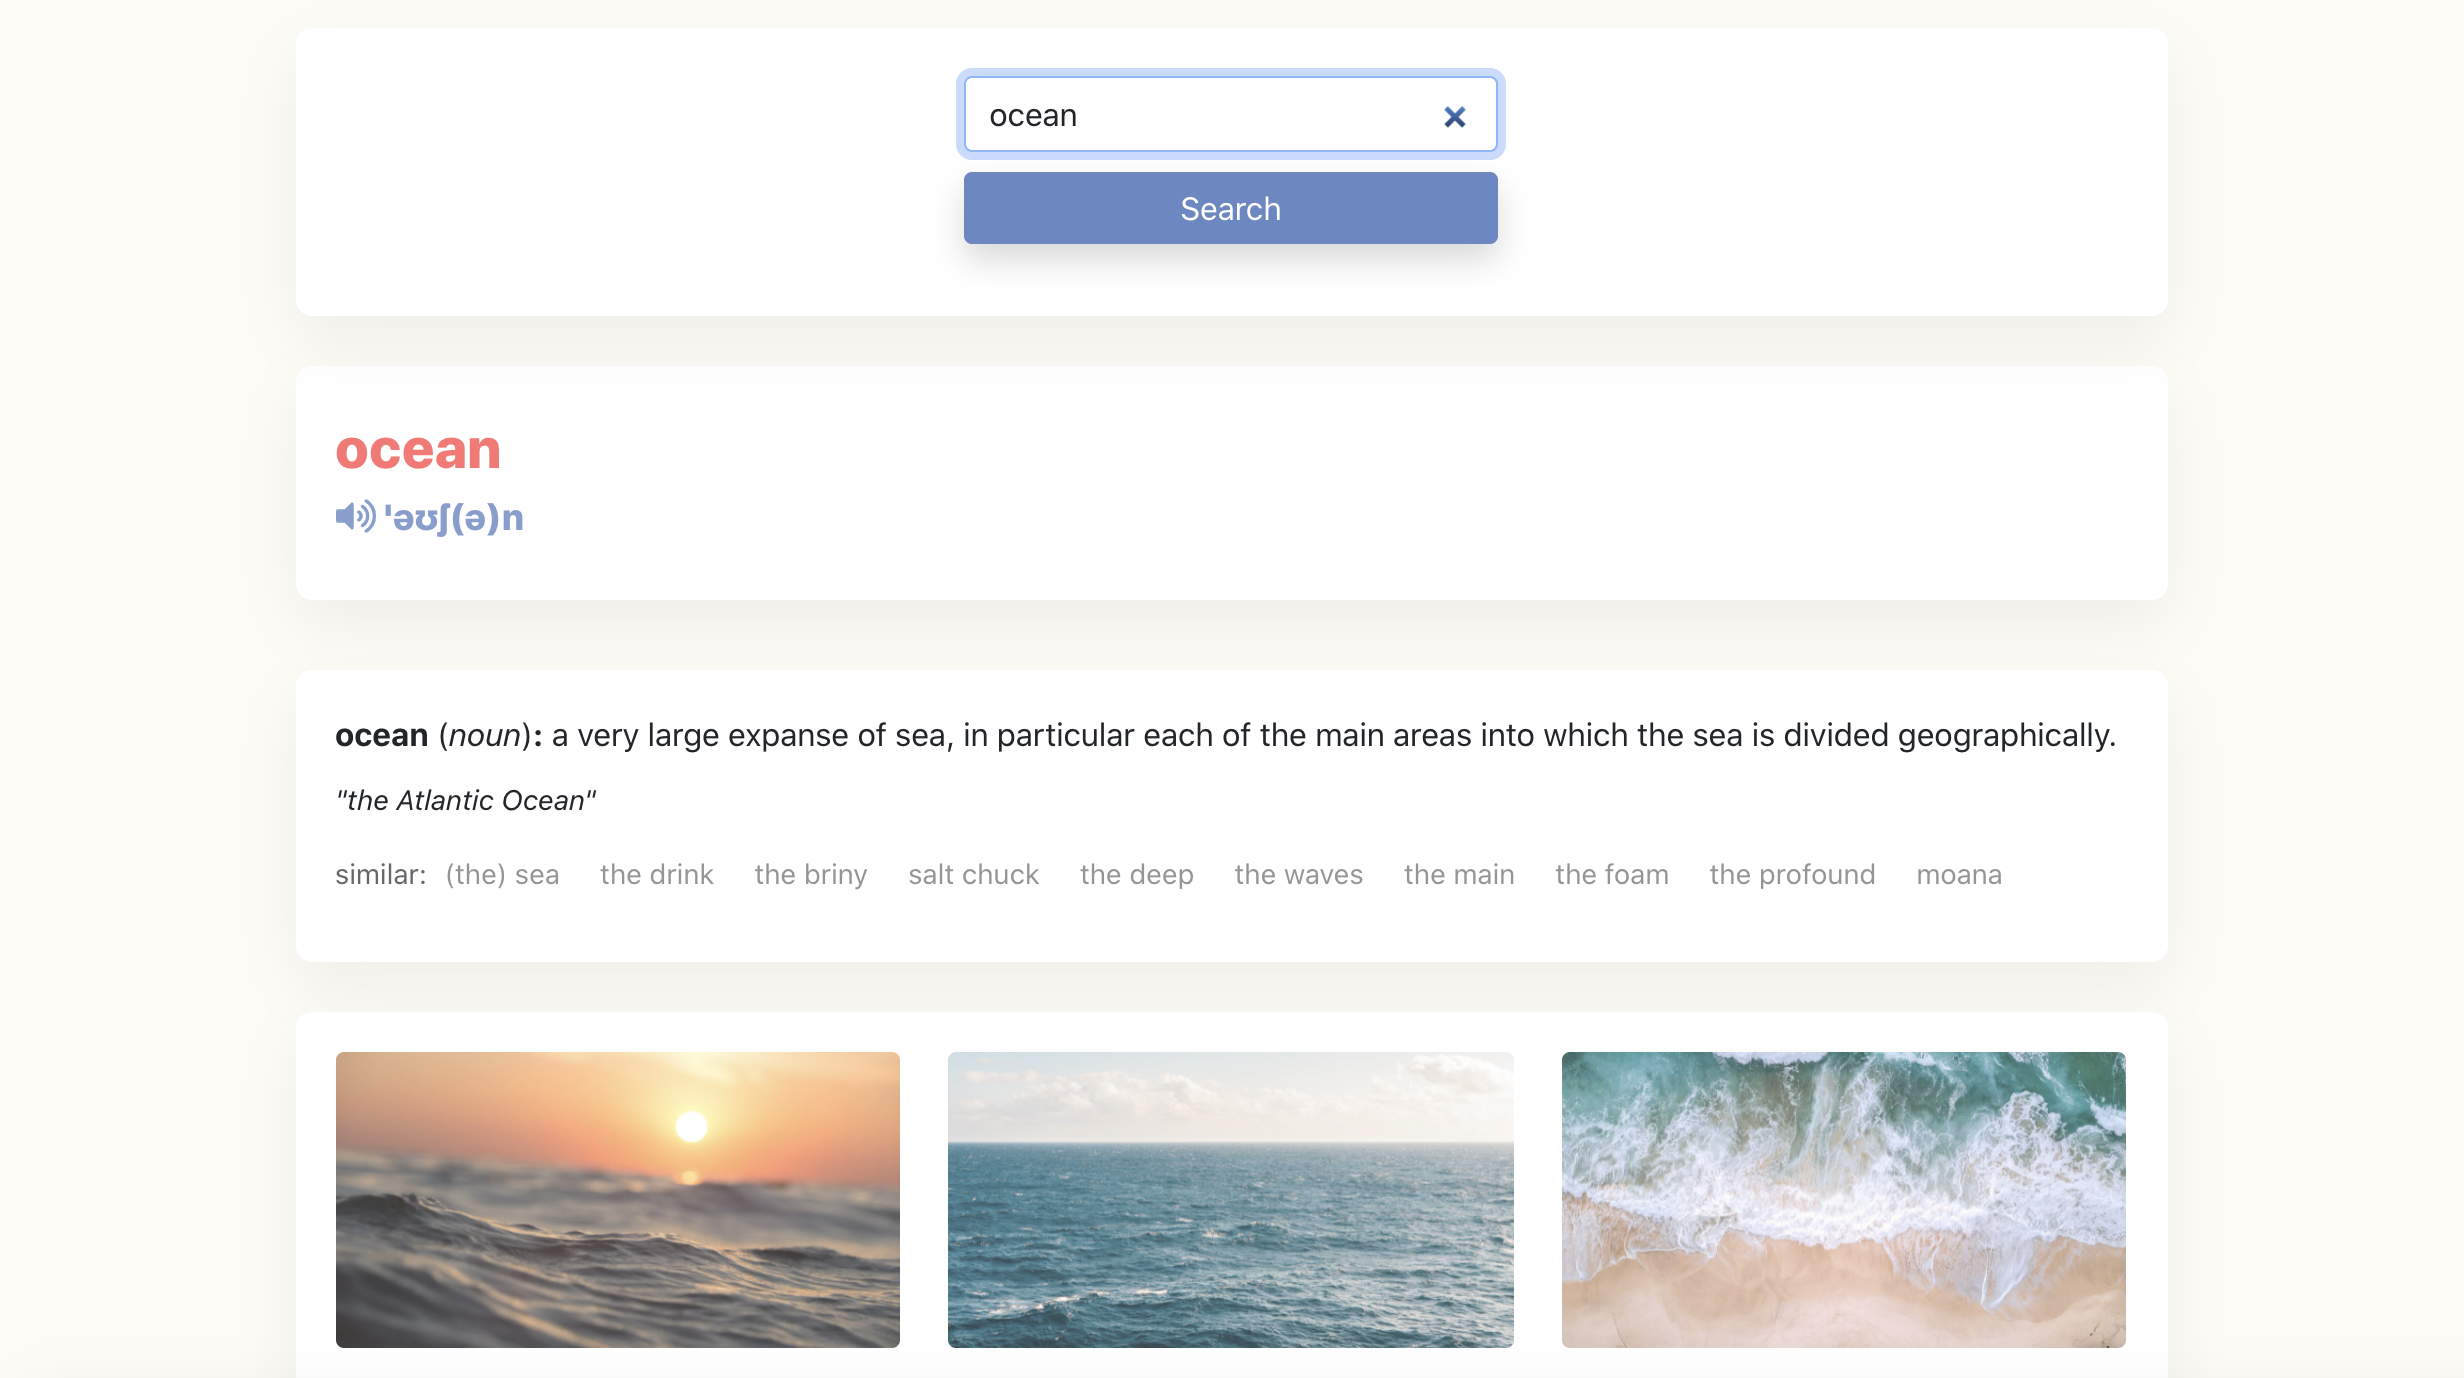 ocean
Search
ocean
'əʊʃ(ə)n
ocean (noun): a very large expanse of sea, in particular each of the main areas into which the sea is divided geographically.
"the Atlantic Ocean"
similar: (the) sea the drink the briny salt chuck the deep the waves the main the foam the profound moana